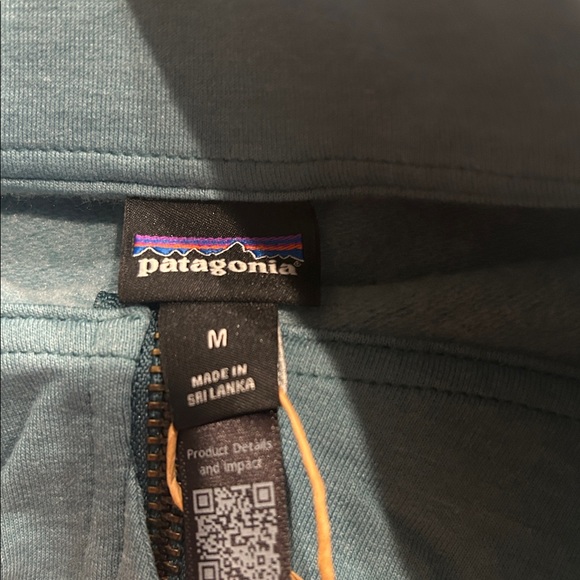 patagonia
M
MADE IN
SRI LANKA
Product Details
and Impact